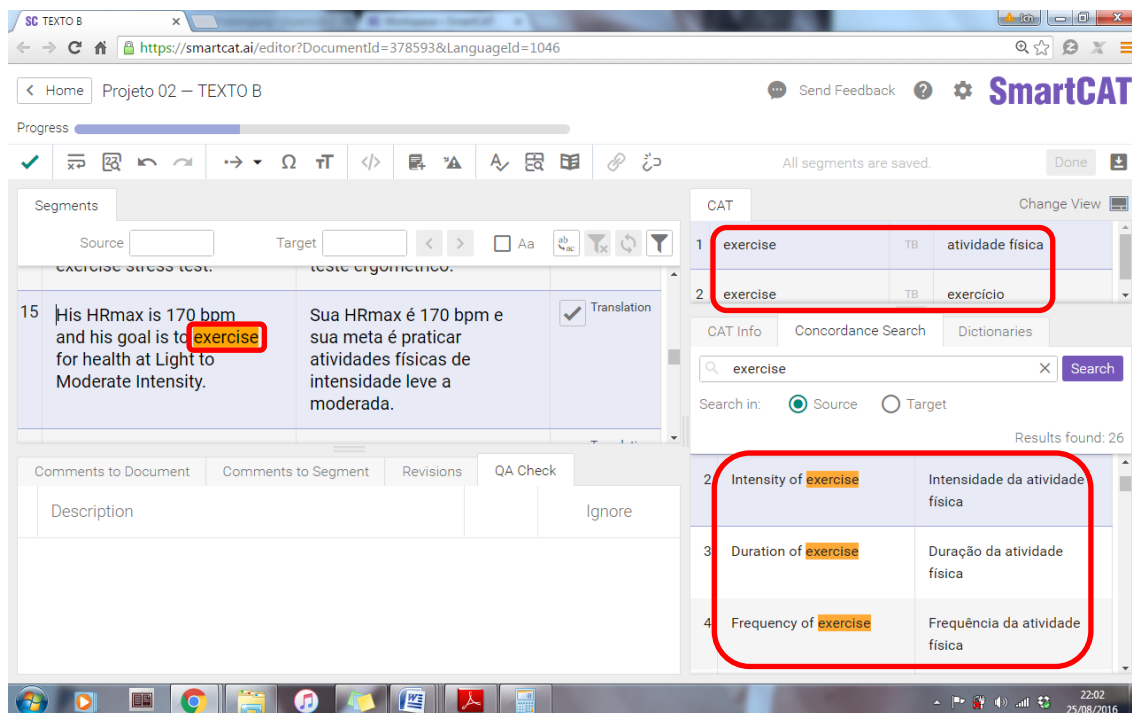 SC TEXTO B
https://smartcat.ai/editor?DocumentId=378593&LanguageId=1046
Home Projeto 02 — TEXTO B
Send Feedback
SmartCAT
Progress
All segments are saved.
Done
Segments
Source
Target
Aa
exercise stress test.
teste ergométrico.
15
His HRmax is 170 bpm
and his goal is to exercise
for health at Light to
Moderate Intensity.
Sua HRmax é 170 bpm e
sua meta é praticar
atividades físicas de
intensidade leve a
moderada.
Translation
Comments to Document
Comments to Segment
Revisions
QA Check
Description
Ignore
CAT
Change View
1 exercise TB atividade física
2 exercise TB exercício
CAT Info
Concordance Search
Dictionaries
exercise
Search
Search in: Source Target
Results found: 26
2 Intensity of exercise
Intensidade da atividade
física
3 Duration of exercise
Duração da atividade
física
4 Frequency of exercise
Frequência da atividade
física
22:02
25/08/2016